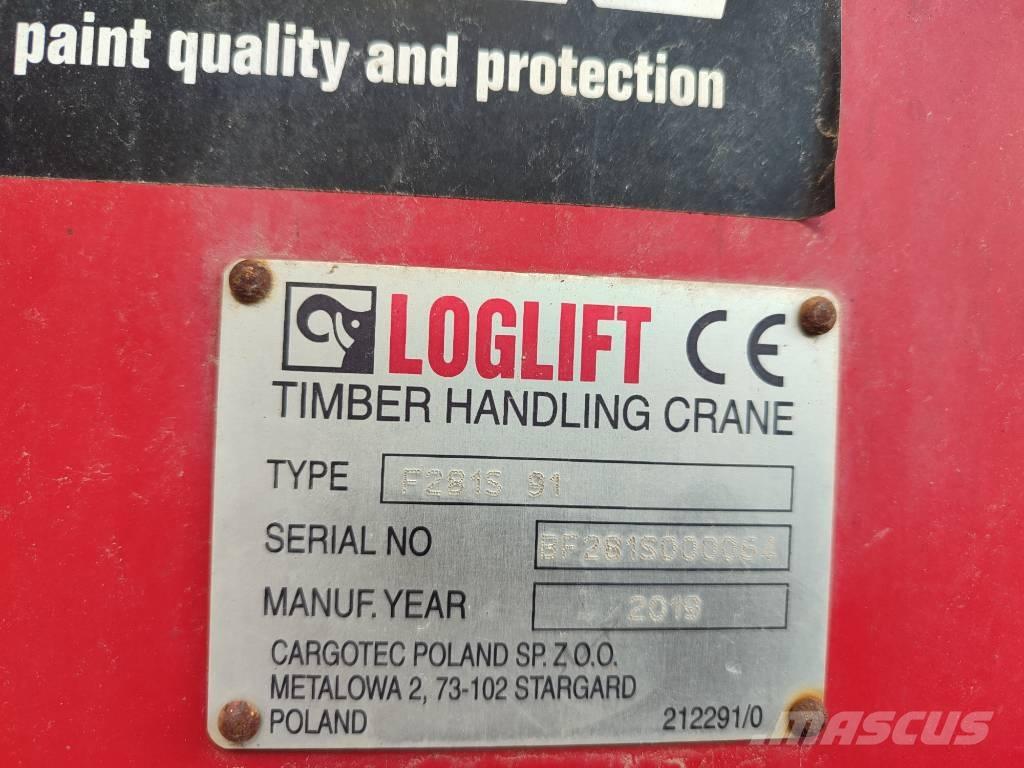 paint quality and protection
LOGLIFT CE
TIMBER HANDLING CRANE
TYPE F281S 91
SERIAL NO BF281S000064
MANUF. YEAR 1 / 2019
CARGOTEC POLAND SP. Z O.O.
METALOWA 2, 73-102 STARGARD
POLAND 212291/0
MASCUS